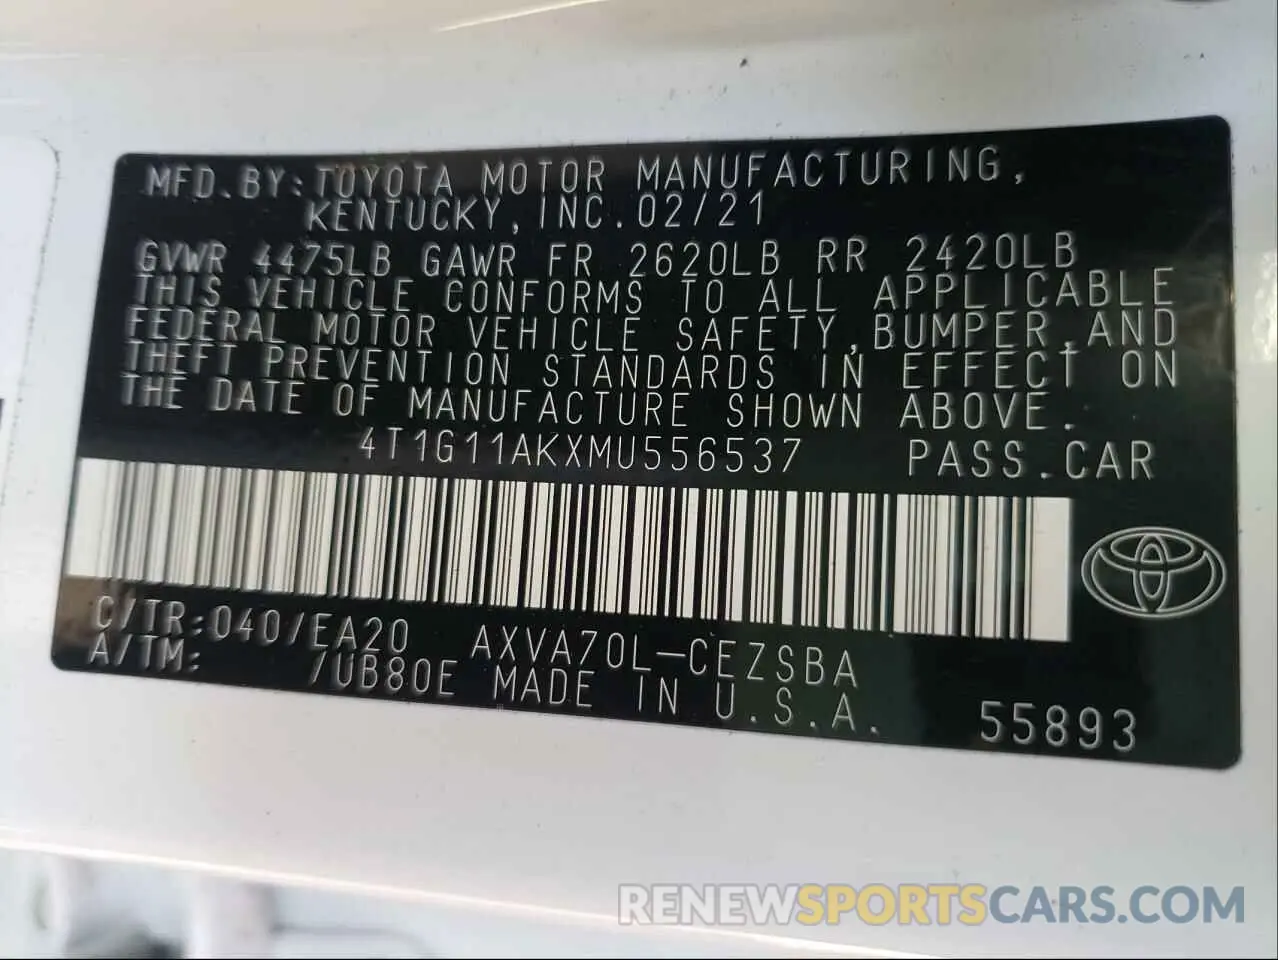 MFD.BY:TOYOTA MOTOR MANUFACTURING,
KENTUCKY,INC.02/21
GVWR 4475LB GAWR FR 2620LB RR 2420LB
THIS VEHICLE CONFORMS TO ALL APPLICABLE
FEDERAL MOTOR VEHICLE SAFETY,BUMPER,AND
THEFT PREVENTION STANDARDS IN EFFECT ON
THE DATE OF MANUFACTURE SHOWN ABOVE.
4T1G11AKXMU556537 PASS.CAR
C/TR:040/EA20 AXVA70L-CEZSBA
A/TM: /UB80E MADE IN U.S.A. 55893
RENEWSPORTSCARS.COM